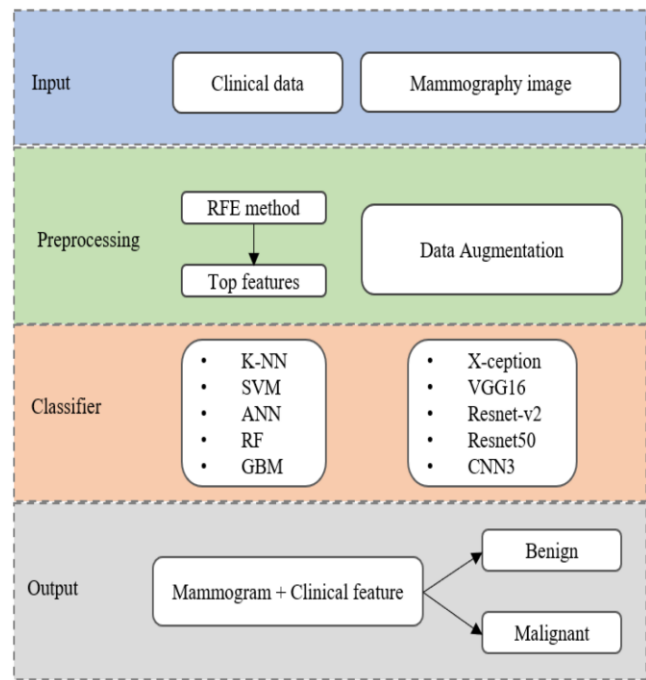 Input
Clinical data
Mammography image
Preprocessing
RFE method
Top features
Data Augmentation
Classifier
• K-NN
• SVM
• ANN
• RF
• GBM
• X-ception
• VGG16
• Resnet-v2
• Resnet50
• CNN3
Output
Mammogram + Clinical feature
Benign
Malignant